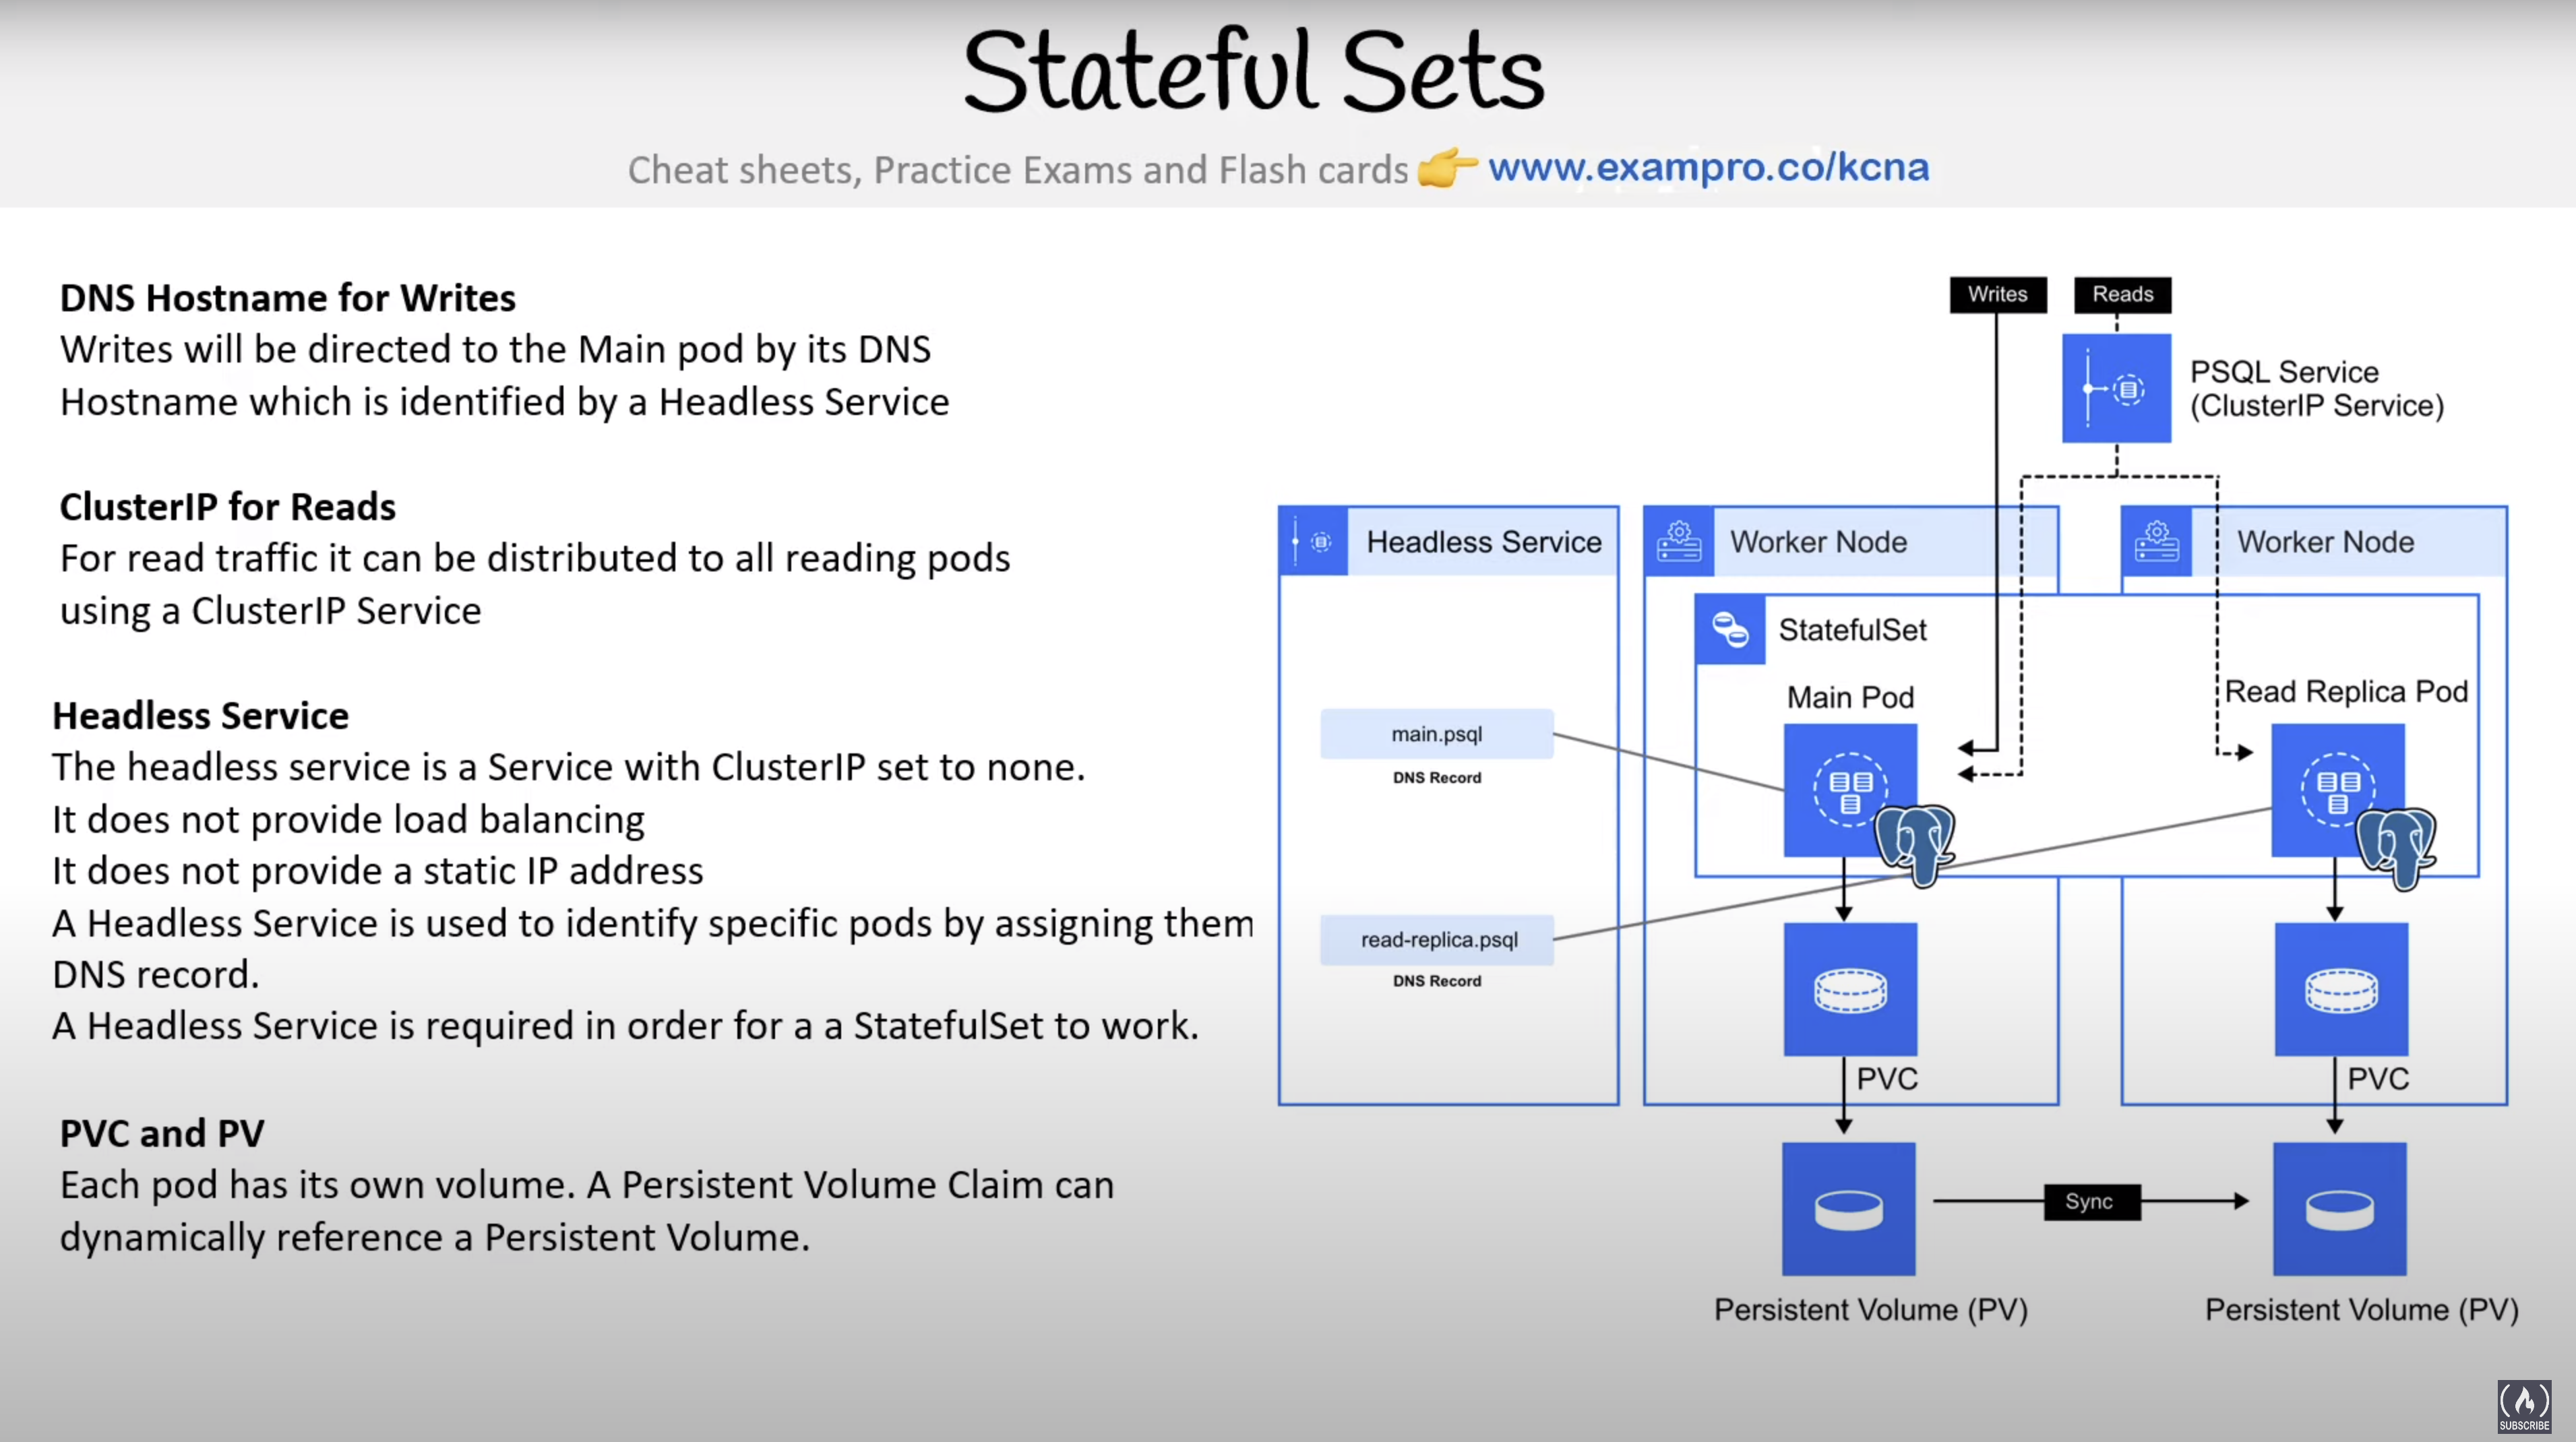 Stateful Sets
Cheat sheets, Practice Exams and Flash cards 👉 www.exampro.co/kcna
DNS Hostname for Writes
Writes will be directed to the Main pod by its DNS
Hostname which is identified by a Headless Service
ClusterIP for Reads
For read traffic it can be distributed to all reading pods
using a ClusterIP Service
Headless Service
The headless service is a Service with ClusterIP set to none.
It does not provide load balancing
It does not provide a static IP address
A Headless Service is used to identify specific pods by assigning them
DNS record.
A Headless Service is required in order for a a StatefulSet to work.
PVC and PV
Each pod has its own volume. A Persistent Volume Claim can
dynamically reference a Persistent Volume.
Writes
Reads
PSQL Service
(ClusterIP Service)
Headless Service
Worker Node
Worker Node
StatefulSet
Main Pod
Read Replica Pod
main.psql
DNS Record
read-replica.psql
DNS Record
PVC
PVC
Sync
Persistent Volume (PV)
Persistent Volume (PV)
SUBSCRIBE